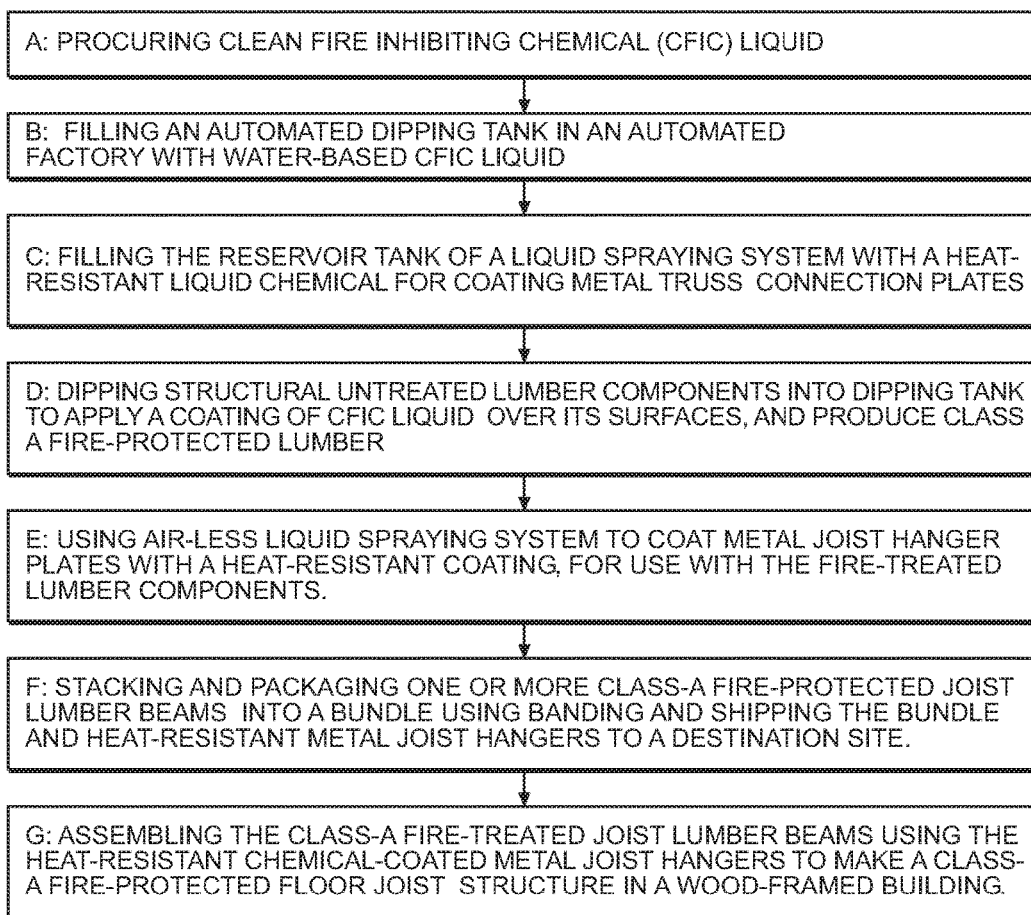 A: PROCURING CLEAN FIRE INHIBITING CHEMICAL (CFIC) LIQUID
B: FILLING AN AUTOMATED DIPPING TANK IN AN AUTOMATED
FACTORY WITH WATER-BASED CFIC LIQUID
C: FILLING THE RESERVOIR TANK OF A LIQUID SPRAYING SYSTEM WITH A HEAT-
RESISTANT LIQUID CHEMICAL FOR COATING METAL TRUSS CONNECTION PLATES
D: DIPPING STRUCTURAL UNTREATED LUMBER COMPONENTS INTO DIPPING TANK
TO APPLY A COATING OF CFIC LIQUID OVER ITS SURFACES, AND PRODUCE CLASS
A FIRE-PROTECTED LUMBER
E: USING AIR-LESS LIQUID SPRAYING SYSTEM TO COAT METAL JOIST HANGER
PLATES WITH A HEAT-RESISTANT COATING, FOR USE WITH THE FIRE-TREATED
LUMBER COMPONENTS.
F: STACKING AND PACKAGING ONE OR MORE CLASS-A FIRE-PROTECTED JOIST
LUMBER BEAMS INTO A BUNDLE USING BANDING AND SHIPPING THE BUNDLE
AND HEAT-RESISTANT METAL JOIST HANGERS TO A DESTINATION SITE.
G: ASSEMBLING THE CLASS-A FIRE-TREATED JOIST LUMBER BEAMS USING THE
HEAT-RESISTANT CHEMICAL-COATED METAL JOIST HANGERS TO MAKE A CLASS-
A FIRE-PROTECTED FLOOR JOIST STRUCTURE IN A WOOD-FRAMED BUILDING.